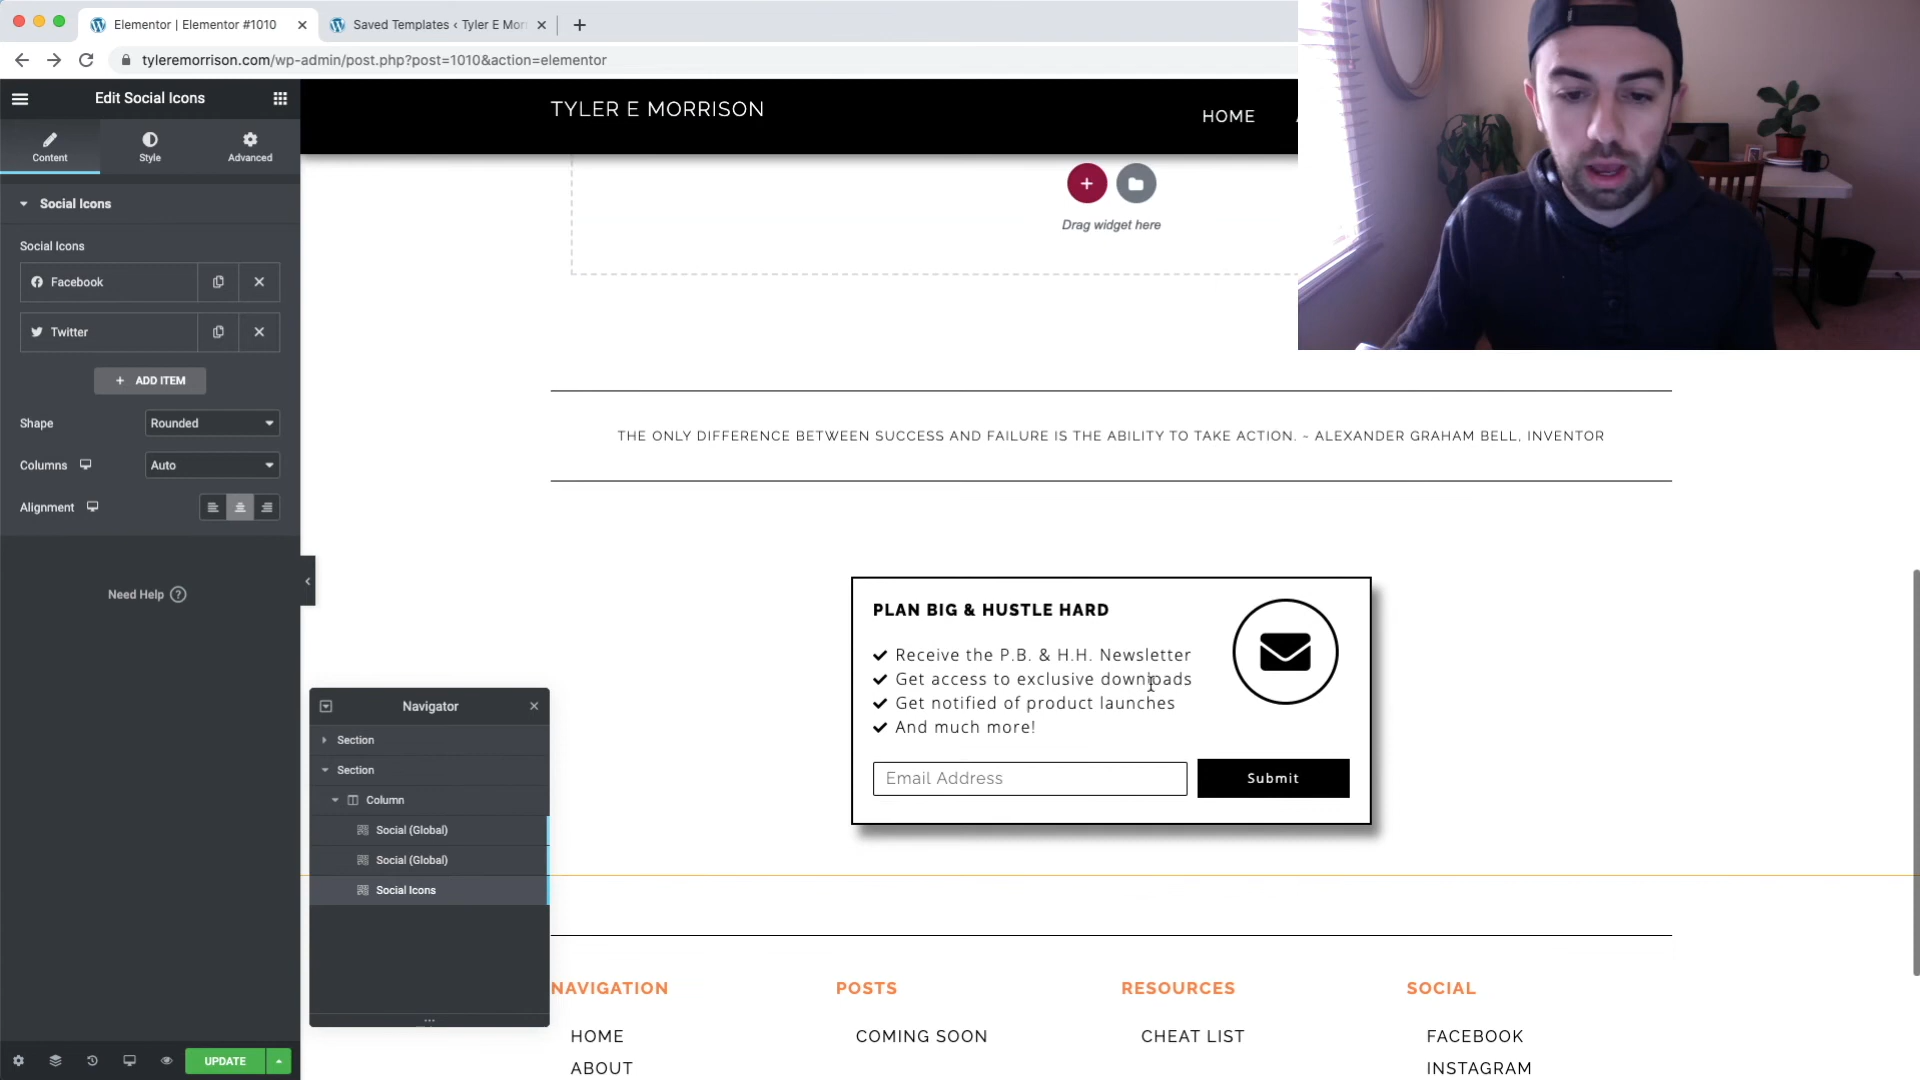 Elementor | Elementor #1010
Saved Templates ‹ Tyler E Mor
tyleremorrison.com/wp-admin/post.php?post=1010&action=elementor
Edit Social Icons
Content
Style
Advanced
Social Icons
Social Icons
Facebook
Twitter
+ ADD ITEM
Shape
Rounded
Columns
Auto
Alignment
Need Help ?
Navigator
Section
Section
Column
Social (Global)
Social (Global)
Social Icons
UPDATE
TYLER E MORRISON
HOME
Drag widget here
THE ONLY DIFFERENCE BETWEEN SUCCESS AND FAILURE IS THE ABILITY TO TAKE ACTION. ~ ALEXANDER GRAHAM BELL, INVENTOR
PLAN BIG & HUSTLE HARD
Receive the P.B. & H.H. Newsletter
Get access to exclusive downloads
Get notified of product launches
And much more!
Email Address
Submit
NAVIGATION
HOME
ABOUT
POSTS
COMING SOON
RESOURCES
CHEAT LIST
SOCIAL
FACEBOOK
INSTAGRAM